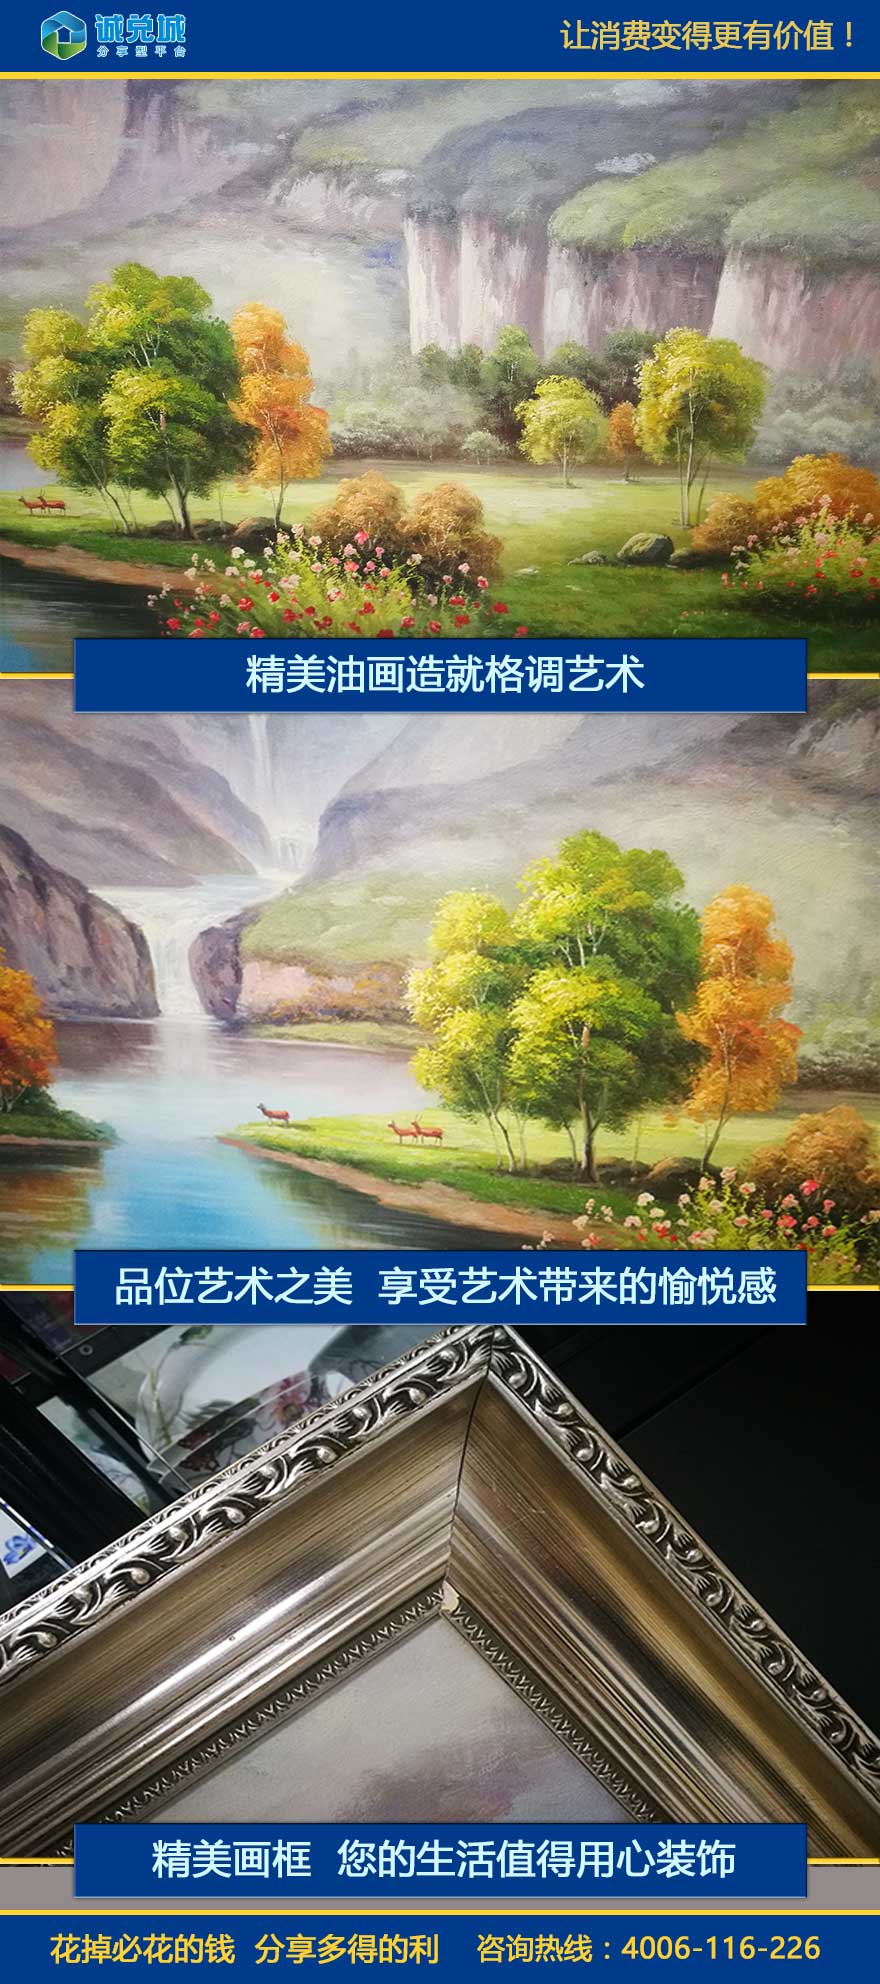 诚兑城
分享型平台
让消费变得更有价值！
精美油画造就格调艺术
品位艺术之美 享受艺术带来的愉悦感
精美画框 您的生活值得用心装饰
花掉必花的钱 分享多得的利 咨询热线：4006-116-226